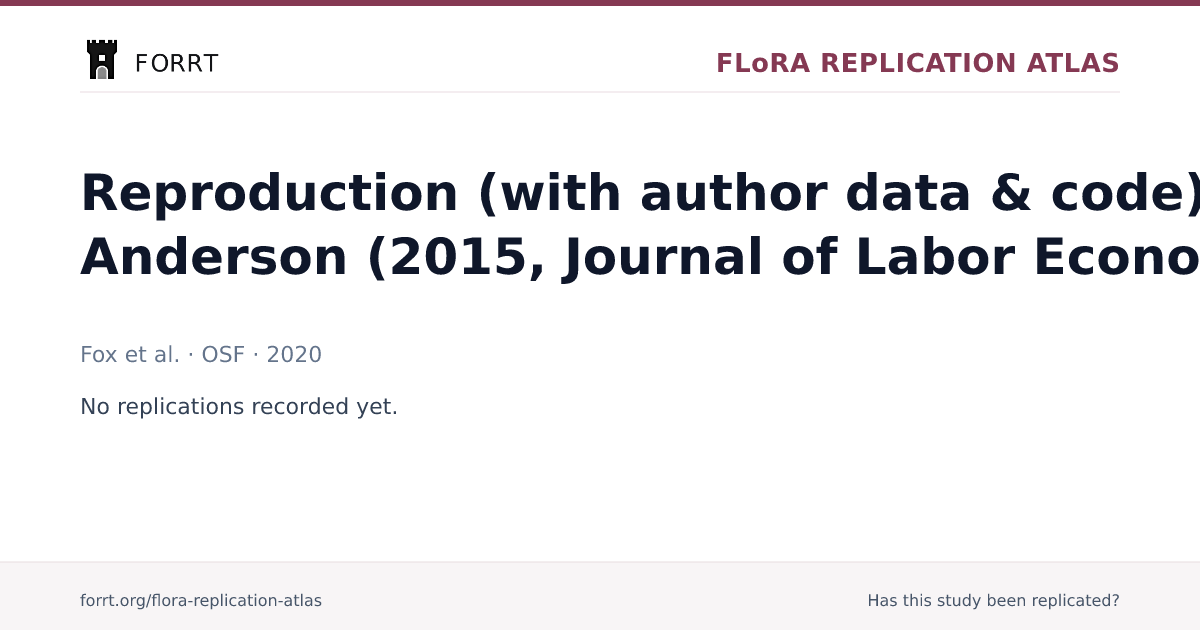 FORRT
FLoRA REPLICATION ATLAS
Reproduction (with author data & code)
Anderson (2015, Journal of Labor Econo
Fox et al. · OSF · 2020
No replications recorded yet.
forrt.org/flora-replication-atlas
Has this study been replicated?